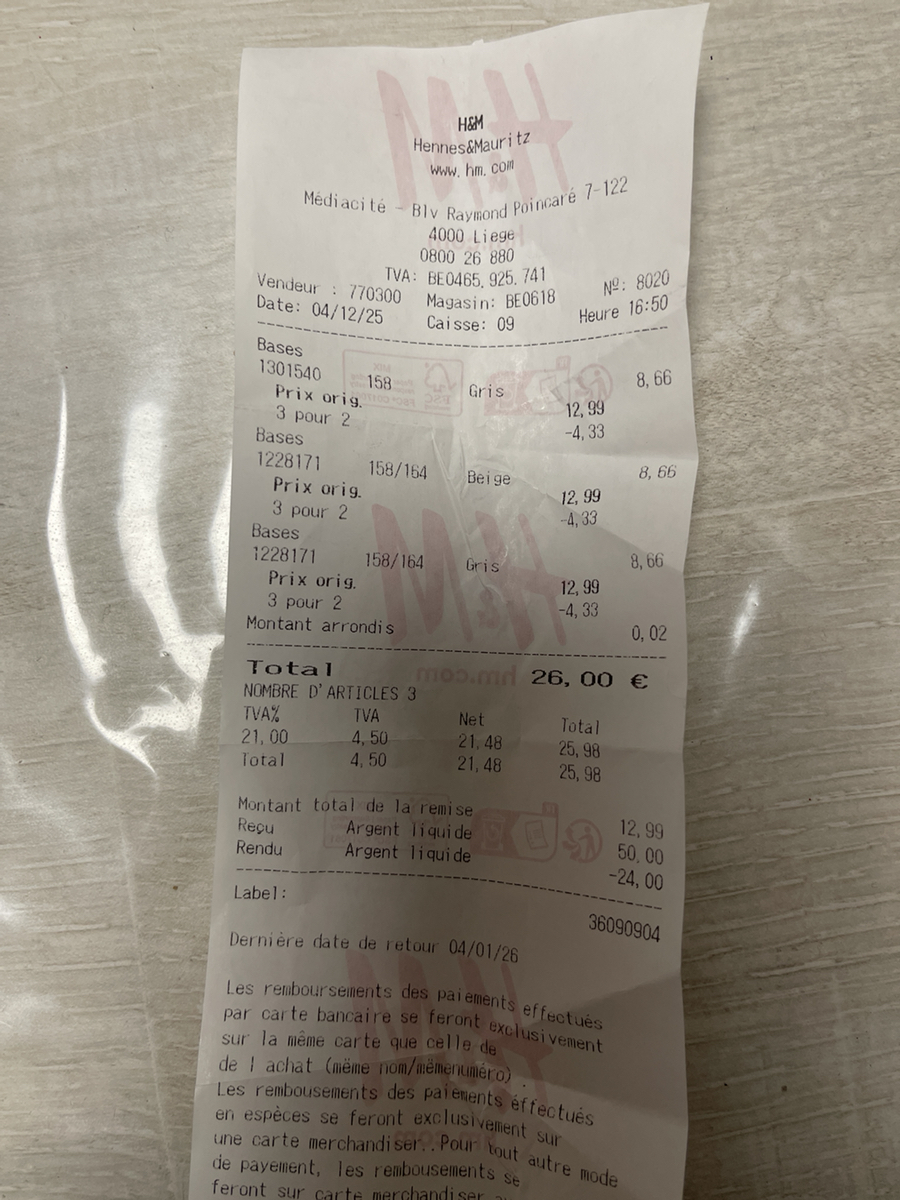 H&M
Hennes&Mauritz
www.hm.com
Médiacité - Blv Raymond Poincaré 7-122
4000 Liege
0800 26 880
TVA: BE0465.925.741
Vendeur : 770300 Magasin: BE0618 Nº: 8020
Date: 04/12/25 Caisse: 09 Heure 16:50
Bases
1301540 158 Gris 8,66
Prix orig. 12,99
3 pour 2 -4,33
Bases
1228171 158/164 Beige 8,66
Prix orig. 12,99
3 pour 2 -4,33
Bases
1228171 158/164 Gris 8,66
Prix orig. 12,99
3 pour 2 -4,33
Montant arrondis 0,02
Total 26,00 €
NOMBRE D'ARTICLES 3
TVA% TVA Net Total
21,00 4,50 21,48 25,98
Total 4,50 21,48 25,98
Montant total de la remise 12,99
Reçu Argent liquide 50,00
Rendu Argent liquide -24,00
Label: 36090904
Dernière date de retour 04/01/26
Les remboursements des paiements effectués
par carte bancaire se feront exclusivement
sur la même carte que celle de
de l achat (même nom/mêmenuméro) .
Les rembousements des paiements éffectués
en espèces se feront exclusivement sur
une carte merchandiser..Pour tout autre mode
de payement, les rembousements se
feront sur carte merchandiser